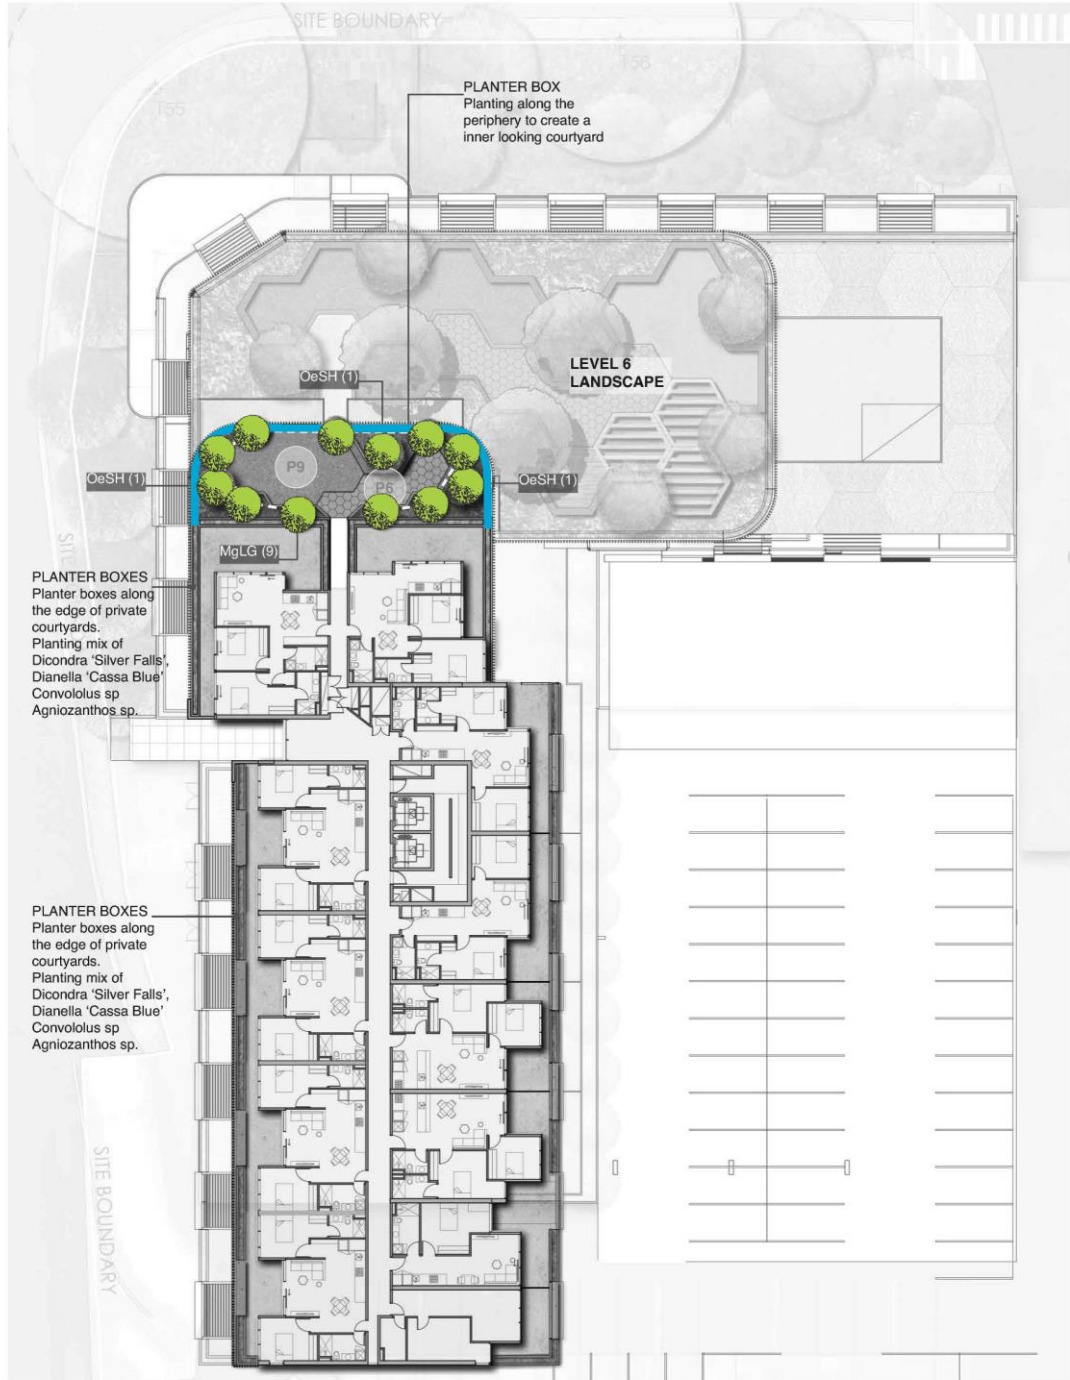 SITE BOUNDARY
T56
T55
PLANTER BOX
Planting along the
periphery to create a
inner looking courtyard
LEVEL 6
LANDSCAPE
OeSH (1)
P9
P6
OeSH (1)
OeSH (1)
MgLG (9)
SITE
PLANTER BOXES
Planter boxes along
the edge of private
courtyards.
Planting mix of
Dicondra ‘Silver Falls’,
Dianella ‘Cassa Blue’
Convololus sp
Agniozanthos sp.
PLANTER BOXES
Planter boxes along
the edge of private
courtyards.
Planting mix of
Dicondra ‘Silver Falls’,
Dianella ‘Cassa Blue’
Convololus sp
Agniozanthos sp.
SITE BOUNDARY